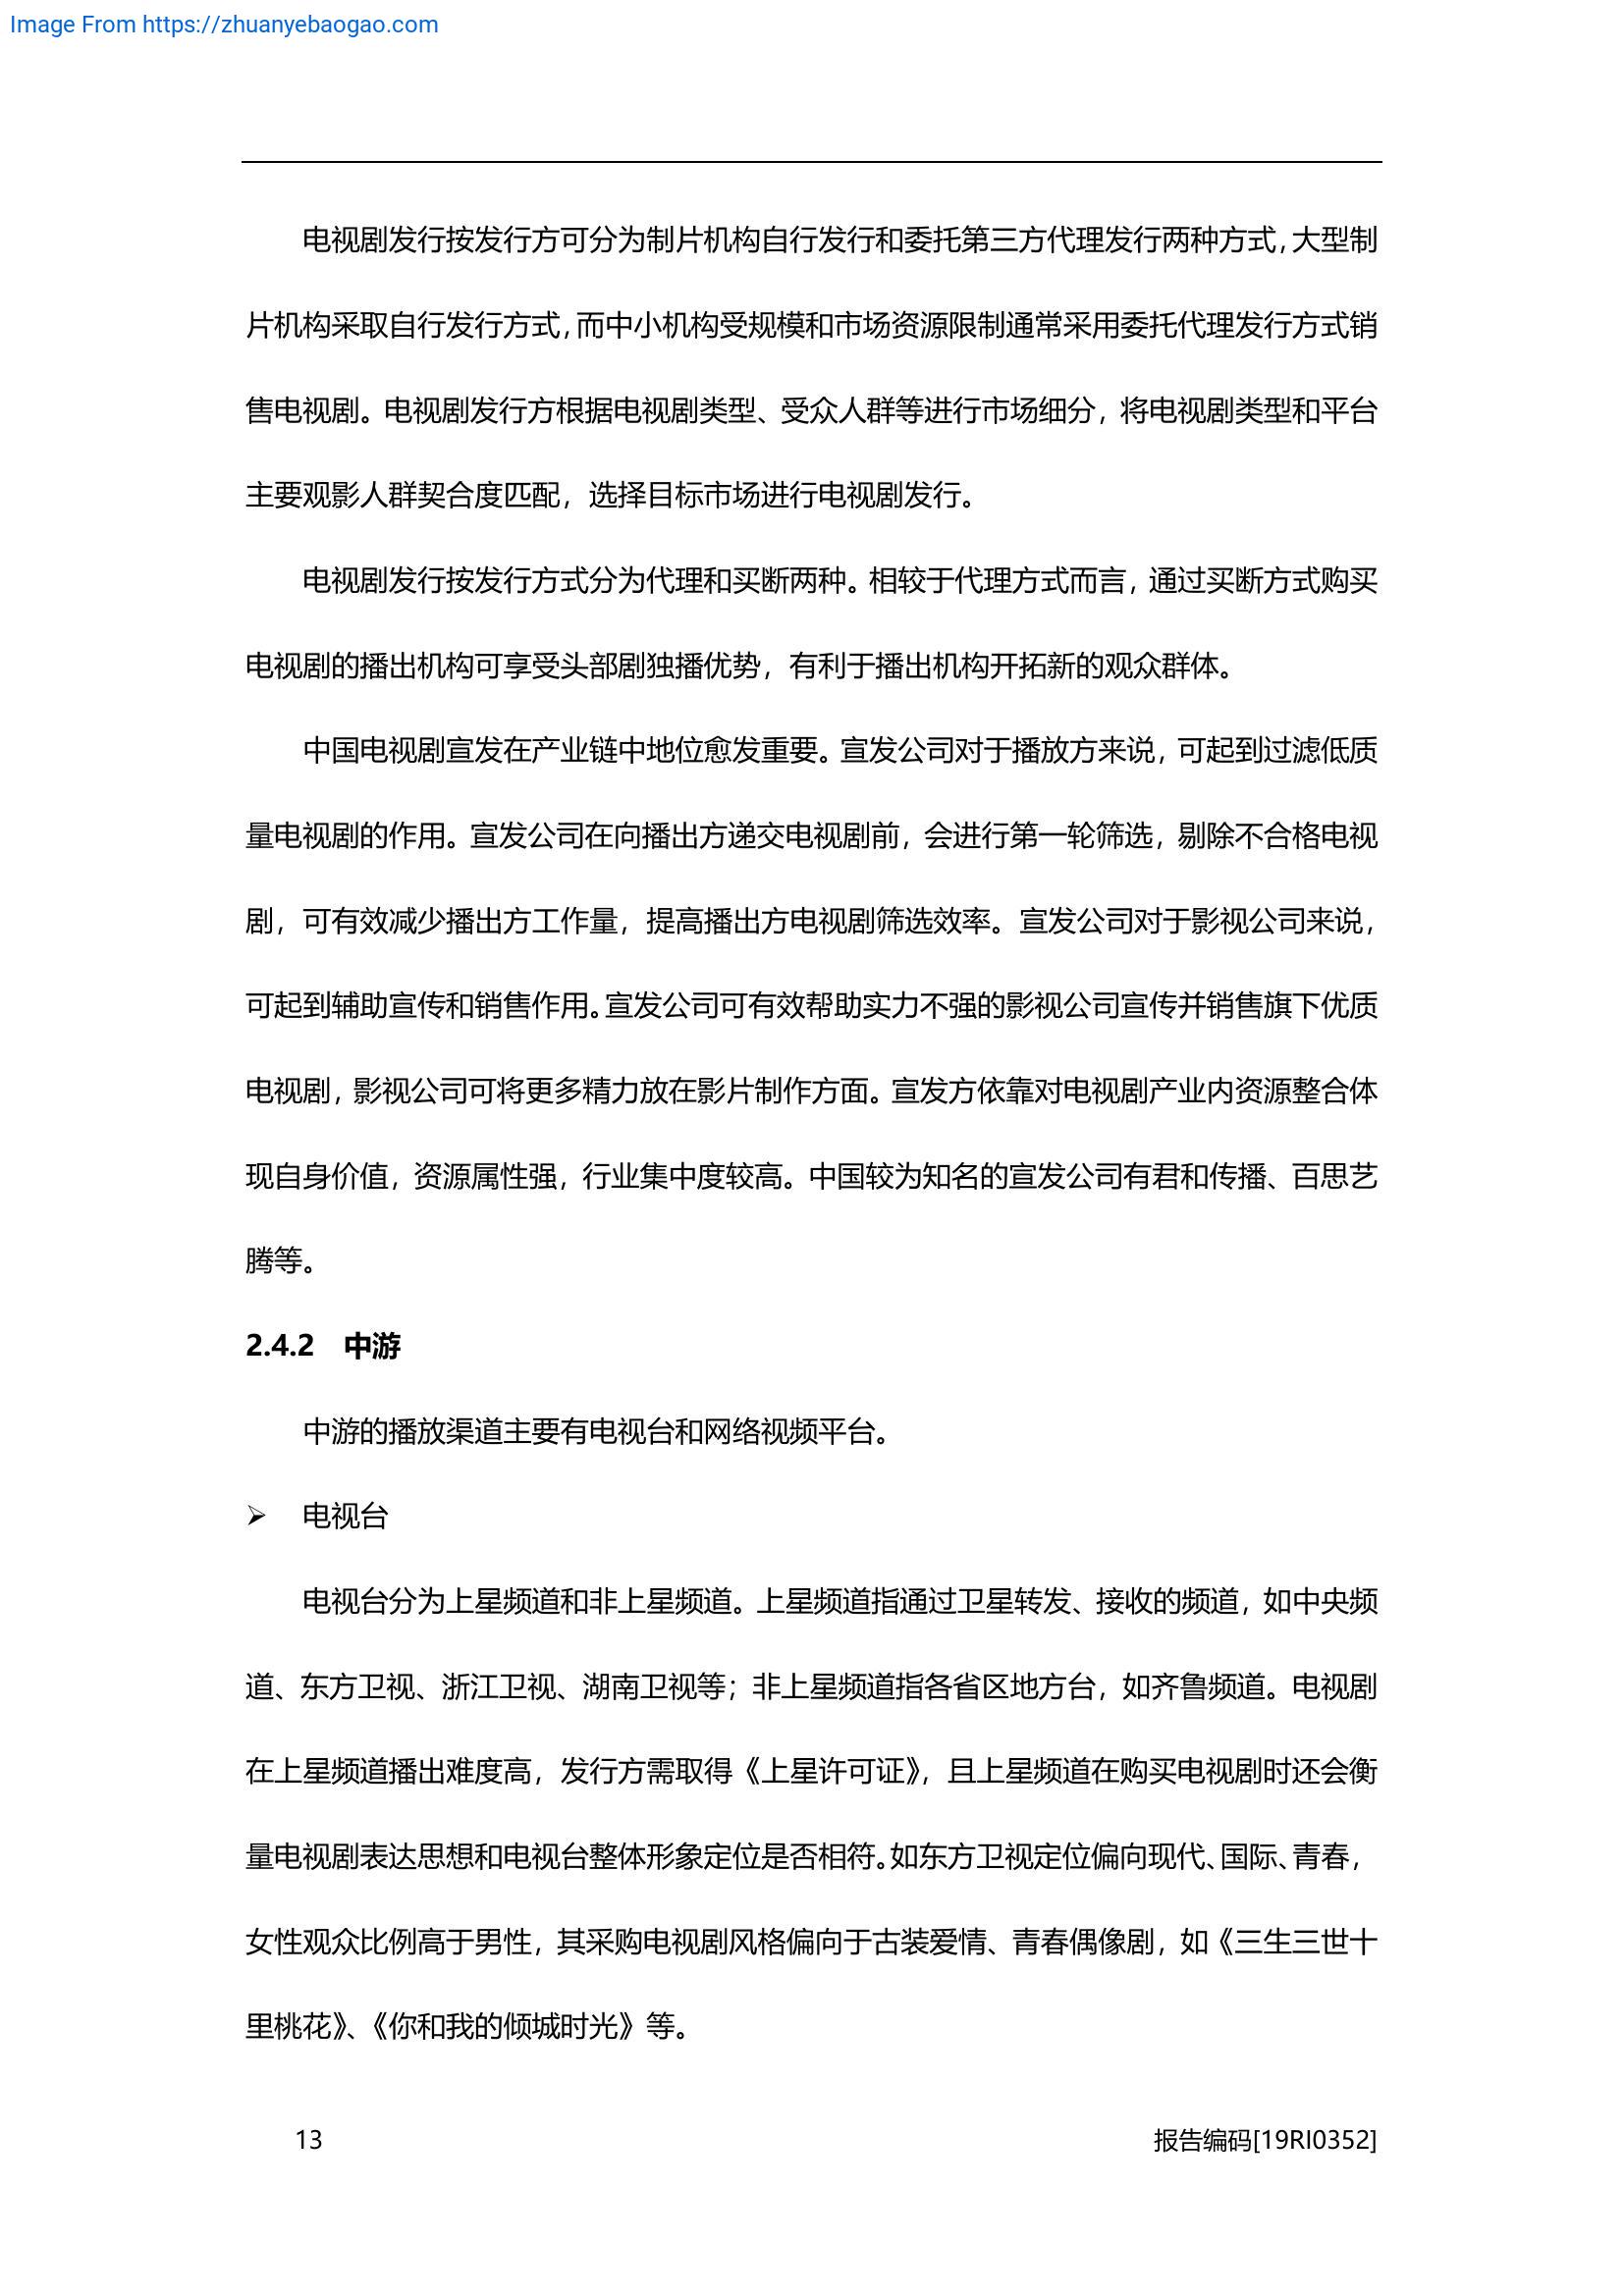 Image From https://zhuanyebaogao.com
电视剧发行按发行方可分为制片机构自行发行和委托第三方代理发行两种方式，大型制
片机构采取自行发行方式，而中小机构受规模和市场资源限制通常采用委托代理发行方式销
售电视剧。电视剧发行方根据电视剧类型、受众人群等进行市场细分，将电视剧类型和平台
主要观影人群契合度匹配，选择目标市场进行电视剧发行。
电视剧发行按发行方式分为代理和买断两种。相较于代理方式而言，通过买断方式购买
电视剧的播出机构可享受头部剧独播优势，有利于播出机构开拓新的观众群体。
中国电视剧宣发在产业链中地位愈发重要。宣发公司对于播放方来说，可起到过滤低质
量电视剧的作用。宣发公司在向播出方递交电视剧前，会进行第一轮筛选，剔除不合格电视
剧，可有效减少播出方工作量，提高播出方电视剧筛选效率。宣发公司对于影视公司来说，
可起到辅助宣传和销售作用。宣发公司可有效帮助实力不强的影视公司宣传并销售旗下优质
电视剧，影视公司可将更多精力放在影片制作方面。宣发方依靠对电视剧产业内资源整合体
现自身价值，资源属性强，行业集中度较高。中国较为知名的宣发公司有君和传播、百思艺
腾等。
2.4.2 中游
中游的播放渠道主要有电视台和网络视频平台。
➢ 电视台
电视台分为上星频道和非上星频道。上星频道指通过卫星转发、接收的频道，如中央频
道、东方卫视、浙江卫视、湖南卫视等；非上星频道指各省区地方台，如齐鲁频道。电视剧
在上星频道播出难度高，发行方需取得《上星许可证》，且上星频道在购买电视剧时还会衡
量电视剧表达思想和电视台整体形象定位是否相符。如东方卫视定位偏向现代、国际、青春，
女性观众比例高于男性，其采购电视剧风格偏向于古装爱情、青春偶像剧，如《三生三世十
里桃花》、《你和我的倾城时光》等。
13 报告编码[19RI0352]